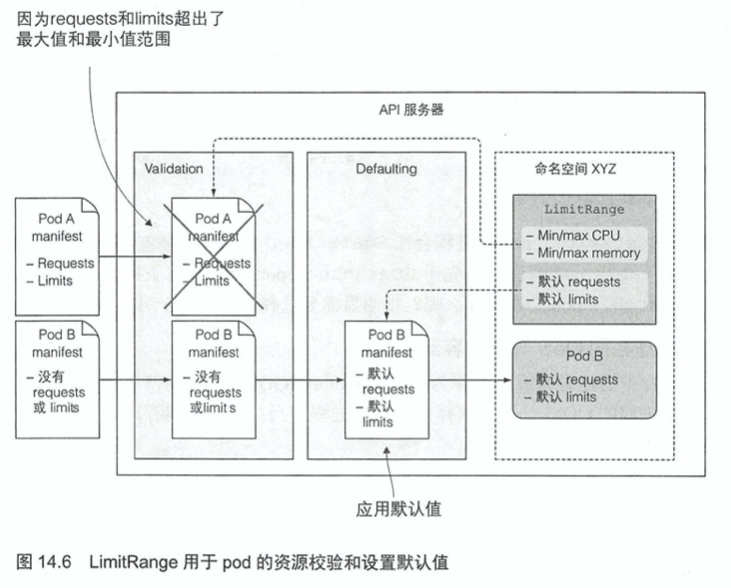 因为requests和limits超出了
最大值和最小值范围
API 服务器
Validation
Defaulting
命名空间 XYZ
Pod A
manifest
– Requests
– Limits
Pod A
manifest
– Requests
– Limits
LimitRange
– Min/max CPU
– Min/max memory
– 默认 requests
– 默认 limits
Pod B
manifest
– 没有
requests
或 limits
Pod B
manifest
– 没有
requests
或limits
Pod B
manifest
– 默认
requests
– 默认
limits
Pod B
– 默认 requests
– 默认 limits
应用默认值
图 14.6 LimitRange 用于 pod 的资源校验和设置默认值